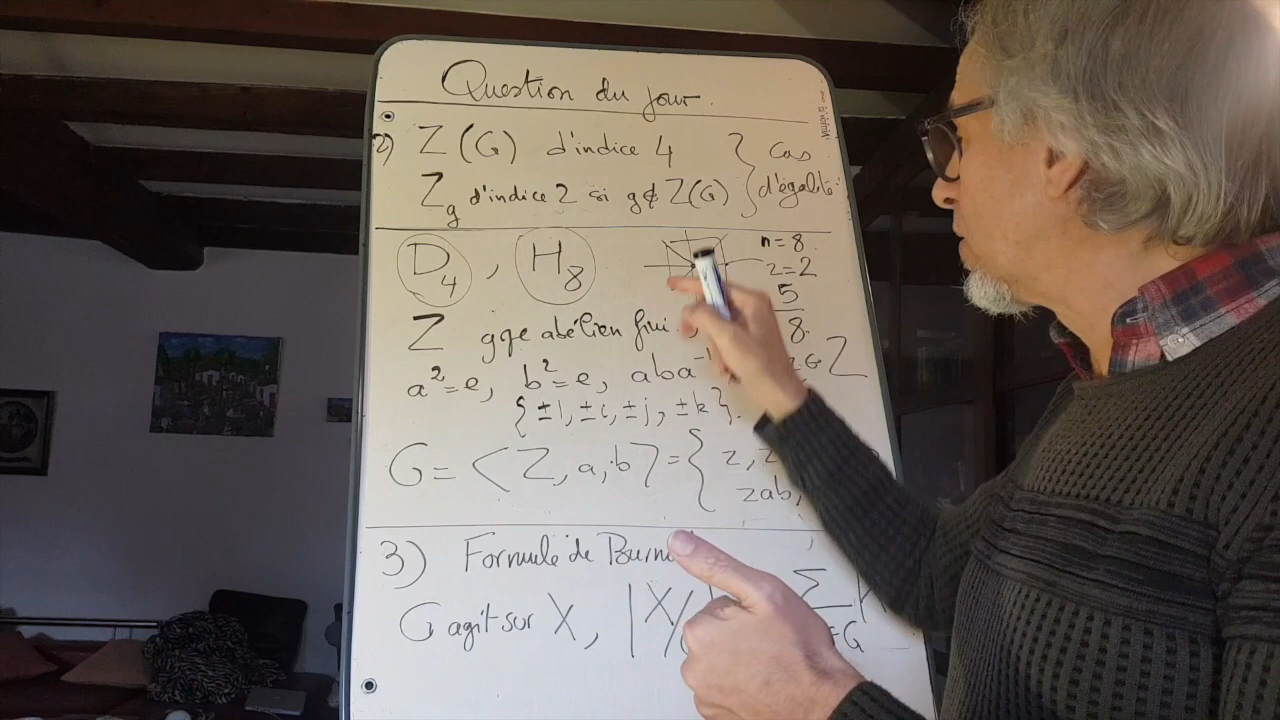 Question du jour.
2) Z(G) d'indice 4 } Cas
Z_g d'indice 2 si g∉Z(G) d'égalité
D_4, H_8 n=8
z=2
Z gpe abélien fini, 5/8
a²=e, b²=e, aba⁻¹ Z
{±1, ±i, ±j, ±k}.
G = <Z, a, b> = { z,
zab,
3) Formule de
G agit sur X, |X/ Σ
G